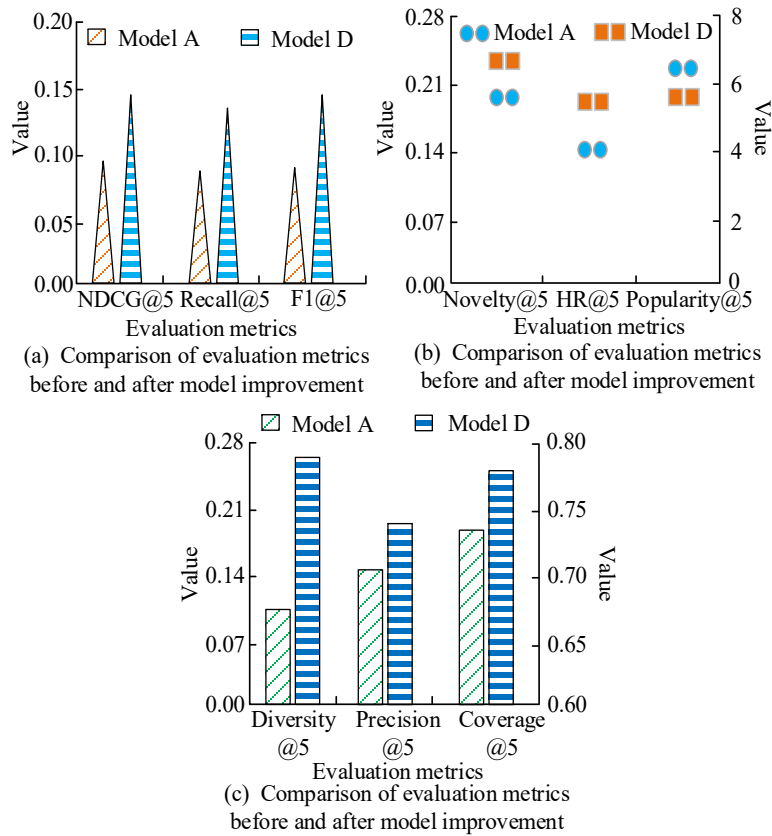 0.20
0.15
0.10
0.05
0.00
Value
Model A
Model D
NDCG@5 Recall@5 F1@5
Evaluation metrics
(a) Comparison of evaluation metrics
before and after model improvement
0.28
0.21
0.14
0.07
0.00
Value
Model A
Model D
8
6
4
2
0
Value
Novelty@5 HR@5 Popularity@5
Evaluation metrics
(b) Comparison of evaluation metrics
before and after model improvement
Model A
Model D
0.28
0.21
0.14
0.07
0.00
Value
0.80
0.75
0.70
0.65
0.60
Value
Diversity Precision Coverage
@5 @5 @5
Evaluation metrics
(c) Comparison of evaluation metrics
before and after model improvement